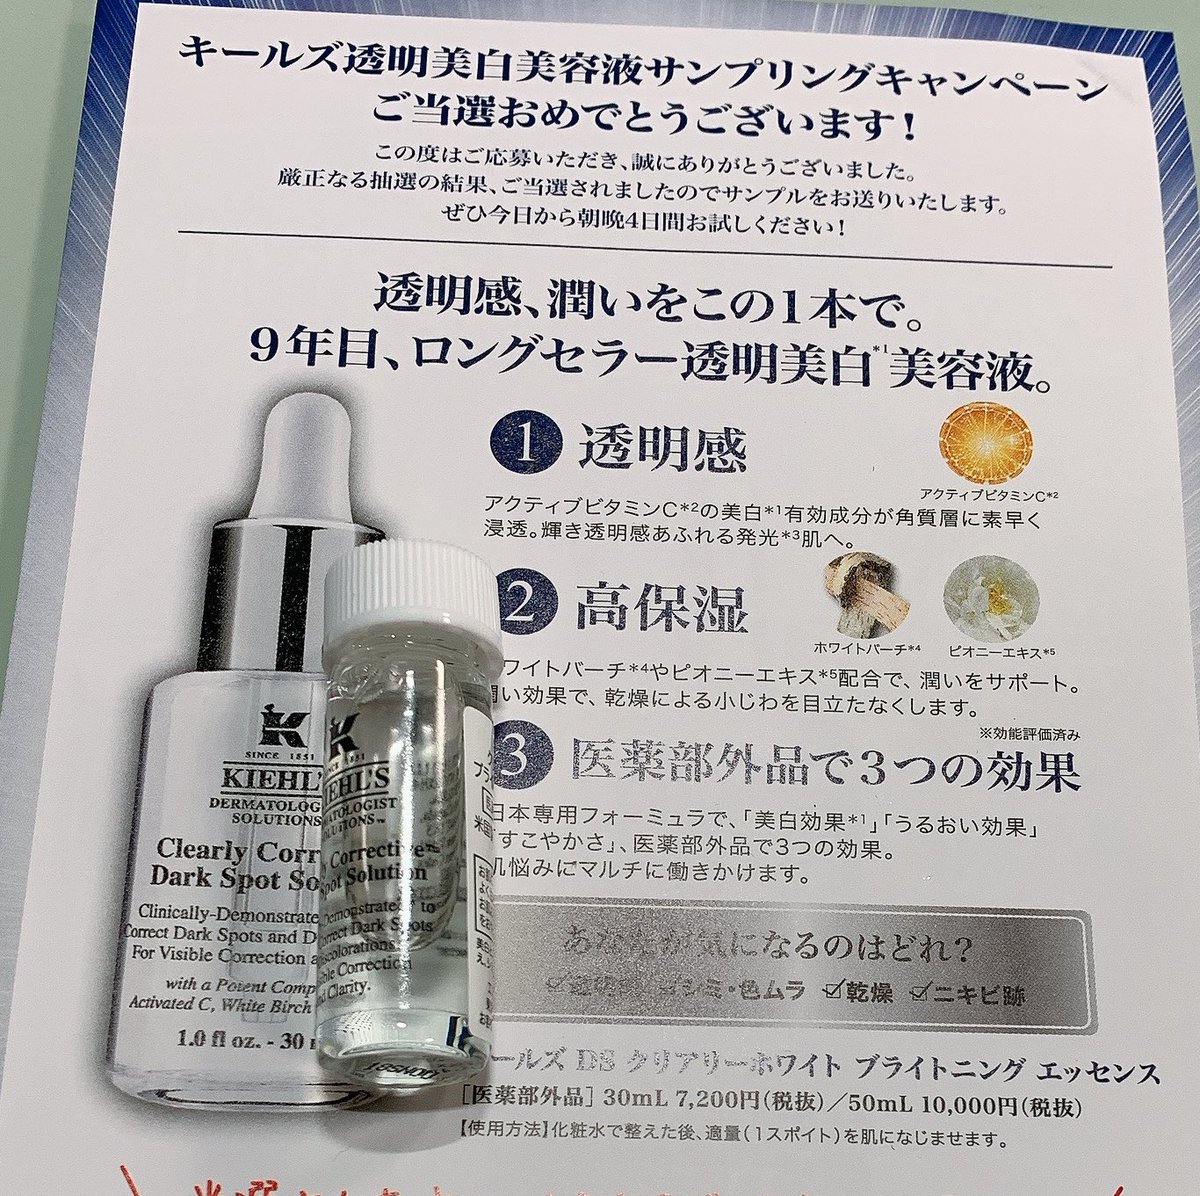 キールズ透明美白美容液サンプリングキャンペーン
ご当選おめでとうございます!
この度はご応募いただき、誠にありがとうございました。
厳正なる抽選の結果、ご当選されましたのでサンプルをお送りいたします。
ぜひ今日から朝晩4日間お試しください!
透明感、潤いをこの1本で。
9年目、ロングセラー透明美白*1美容液。
1 透明感
アクティブビタミンC*2
アクティブビタミンC*2の美白*1有効成分が角質層に素早く
浸透。輝き透明感あふれる発光*3肌へ。
2 高保湿
ホワイトバーチ*4 ピオニーエキス*5
ワイトバーチ*4やピオニーエキス*5配合で、潤いをサポート。
い効果で、乾燥による小じわを目立たなくします。
※効能評価済み
3 医薬部外品で3つの効果
日本専用フォーミュラで、「美白効果*1」「うるおい効果」
すこやかさ」、医薬部外品で3つの効果。
肌悩みにマルチに働きかけます。
あなたが気になるのはどれ?
シミ・色ムラ ☑乾燥 ☑ニキビ跡
ールズ DS クリアリーホワイト ブライトニング エッセンス
[医薬部外品] 30mL 7,200円(税抜)/50mL 10,000円(税抜)
【使用方法】化粧水で整えた後、適量(1スポイト)を肌になじませます。
SINCE 1851
KIEHL'
DERMATOLOG
SOLUTIONS
Clearly Corr
Dark Spot So
Clinically-Demonstrate
Correct Dark Spots and D
For Visible Correction a
with a Potent Comp
Activated C, White Birch
1.0 fl oz. - 30
1851
IEHL'S
ATOLOGIST
UTIONS™
Corrective™
pot Solution
emonstrated to
rrect Dark Spots
iscolorations
ible Correction
d Clarity.
米国